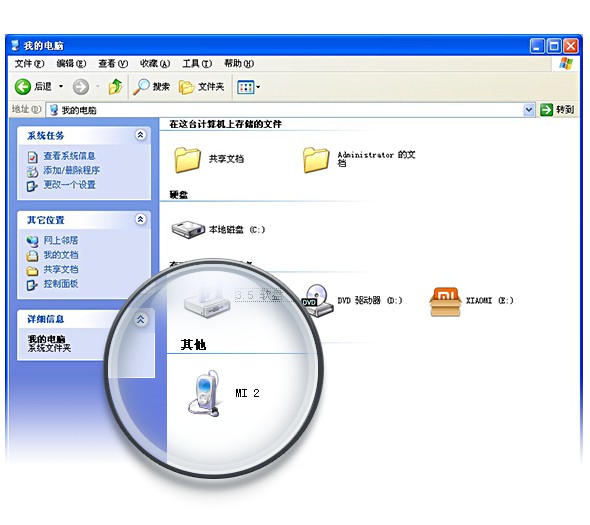 我的电脑
文件(F) 编辑(E) 查看(V) 收藏(A) 工具(T) 帮助(H)
后退 搜索 文件夹
地址(D) 我的电脑 转到
系统任务
查看系统信息
添加/删除程序
更改一个设置
其它位置
网上邻居
我的文档
共享文档
控制面板
详细信息
我的电脑
系统文件夹
在这台计算机上存储的文件
共享文档
Administrator 的文
档
硬盘
本地磁盘 (C:)
3.5 软盘
DVD
DVD 驱动器 (D:)
XIAOMI (E:)
其他
MI 2